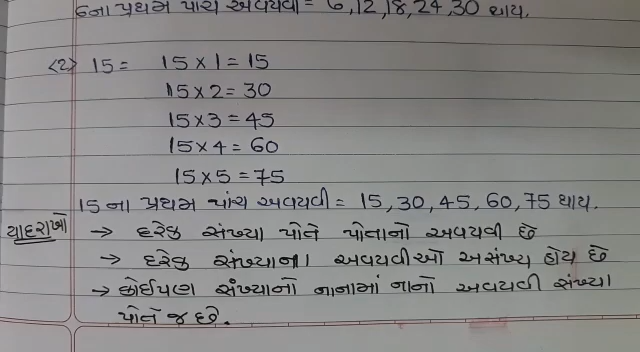 6ના પ્રથમ પાંચ અવયવી = 6,12,18,24,30 થાય.
<2> 15 = 15 × 1 = 15
15 × 2 = 30
15 × 3 = 45
15 × 4 = 60
15 × 5 = 75
15 ના પ્રથમ પાંચ અવયવી = 15, 30, 45, 60, 75 થાય.
યાદરાખો → દરેક સંખ્યા પોતે પોતાનો અવયવી છે
→ દરેક સંખ્યાના અવયવીઓ અસંખ્ય હોય છે
→ કોઈપણ સંખ્યાનો નાનામાં નાનો અવયવી સંખ્યા
પોતે જ છે.